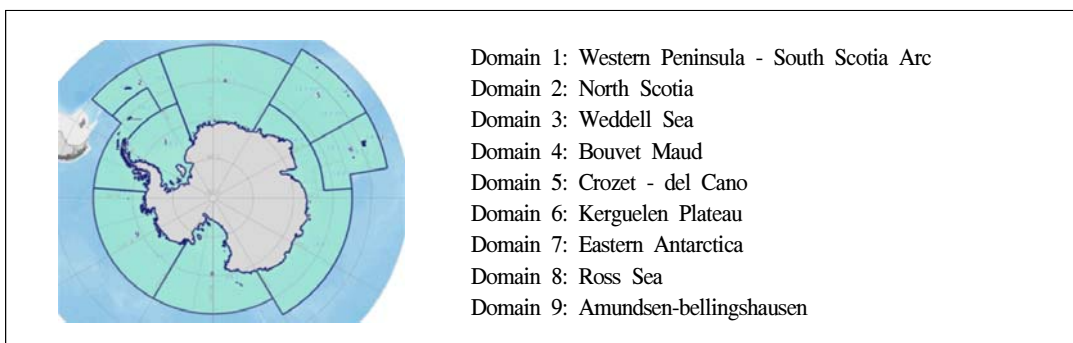 Domain 1: Western Peninsula - South Scotia Arc
Domain 2: North Scotia
Domain 3: Weddell Sea
Domain 4: Bouvet Maud
Domain 5: Crozet - del Cano
Domain 6: Kerguelen Plateau
Domain 7: Eastern Antarctica
Domain 8: Ross Sea
Domain 9: Amundsen-bellingshausen